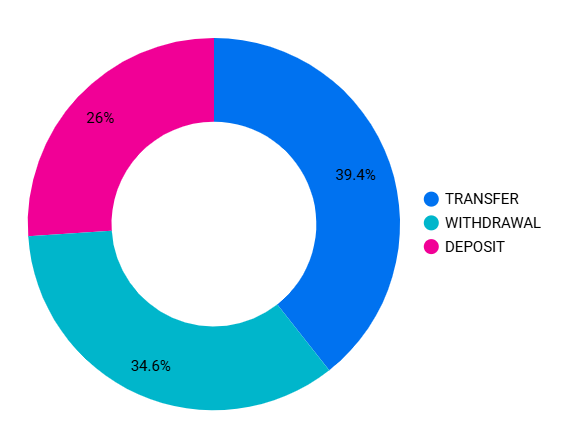 26%
39.4%
TRANSFER
WITHDRAWAL
DEPOSIT
34.6%